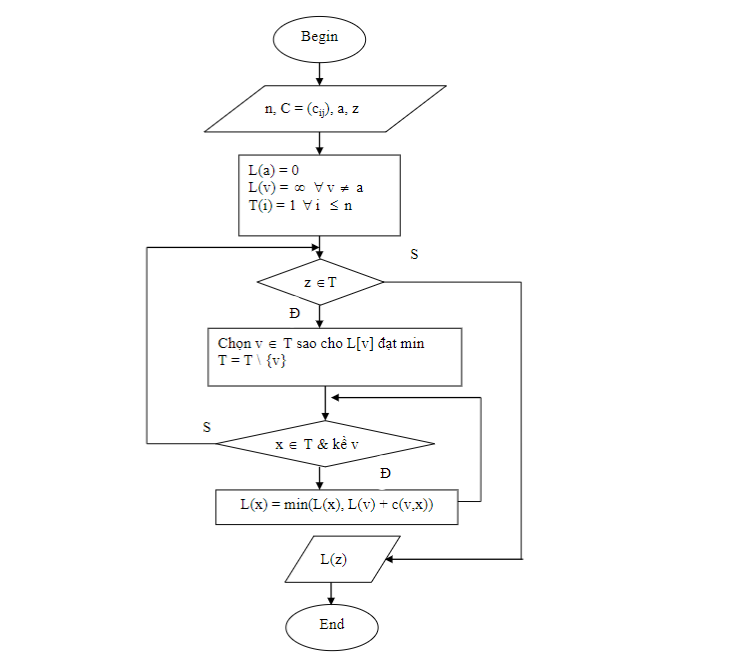 Begin
n, C = (cij), a, z
L(a) = 0
L(v) = ∞ ∀ v ≠ a
T(i) = 1 ∀ i ≤ n
S
z ∈ T
Đ
Chọn v ∈ T sao cho L[v] đạt min
T = T \ {v}
S
x ∈ T & kề v
Đ
L(x) = min(L(x), L(v) + c(v,x))
L(z)
End